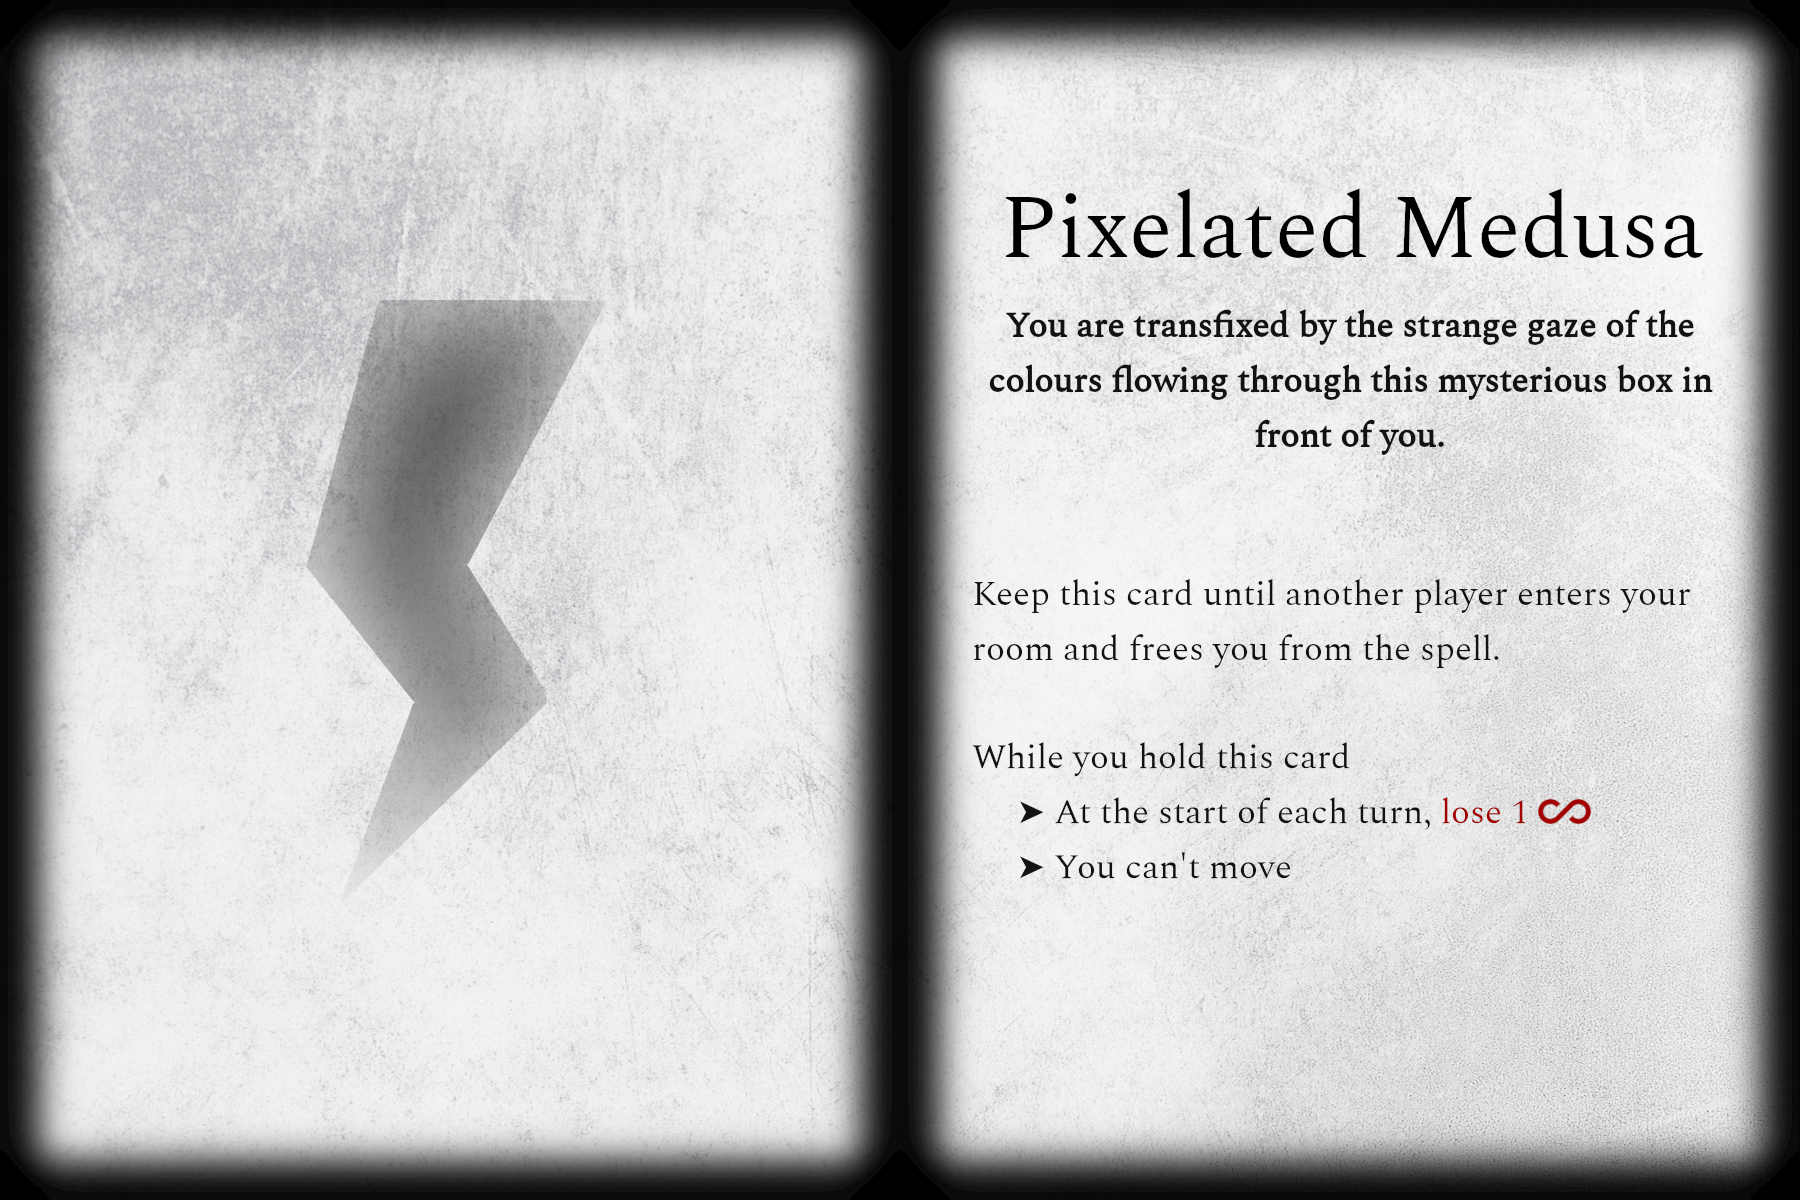 Pixelated Medusa
You are transfixed by the strange gaze of the
colours flowing through this mysterious box in
front of you.
Keep this card until another player enters your
room and frees you from the spell.
While you hold this card
➤ At the start of each turn, lose 1
➤ You can't move